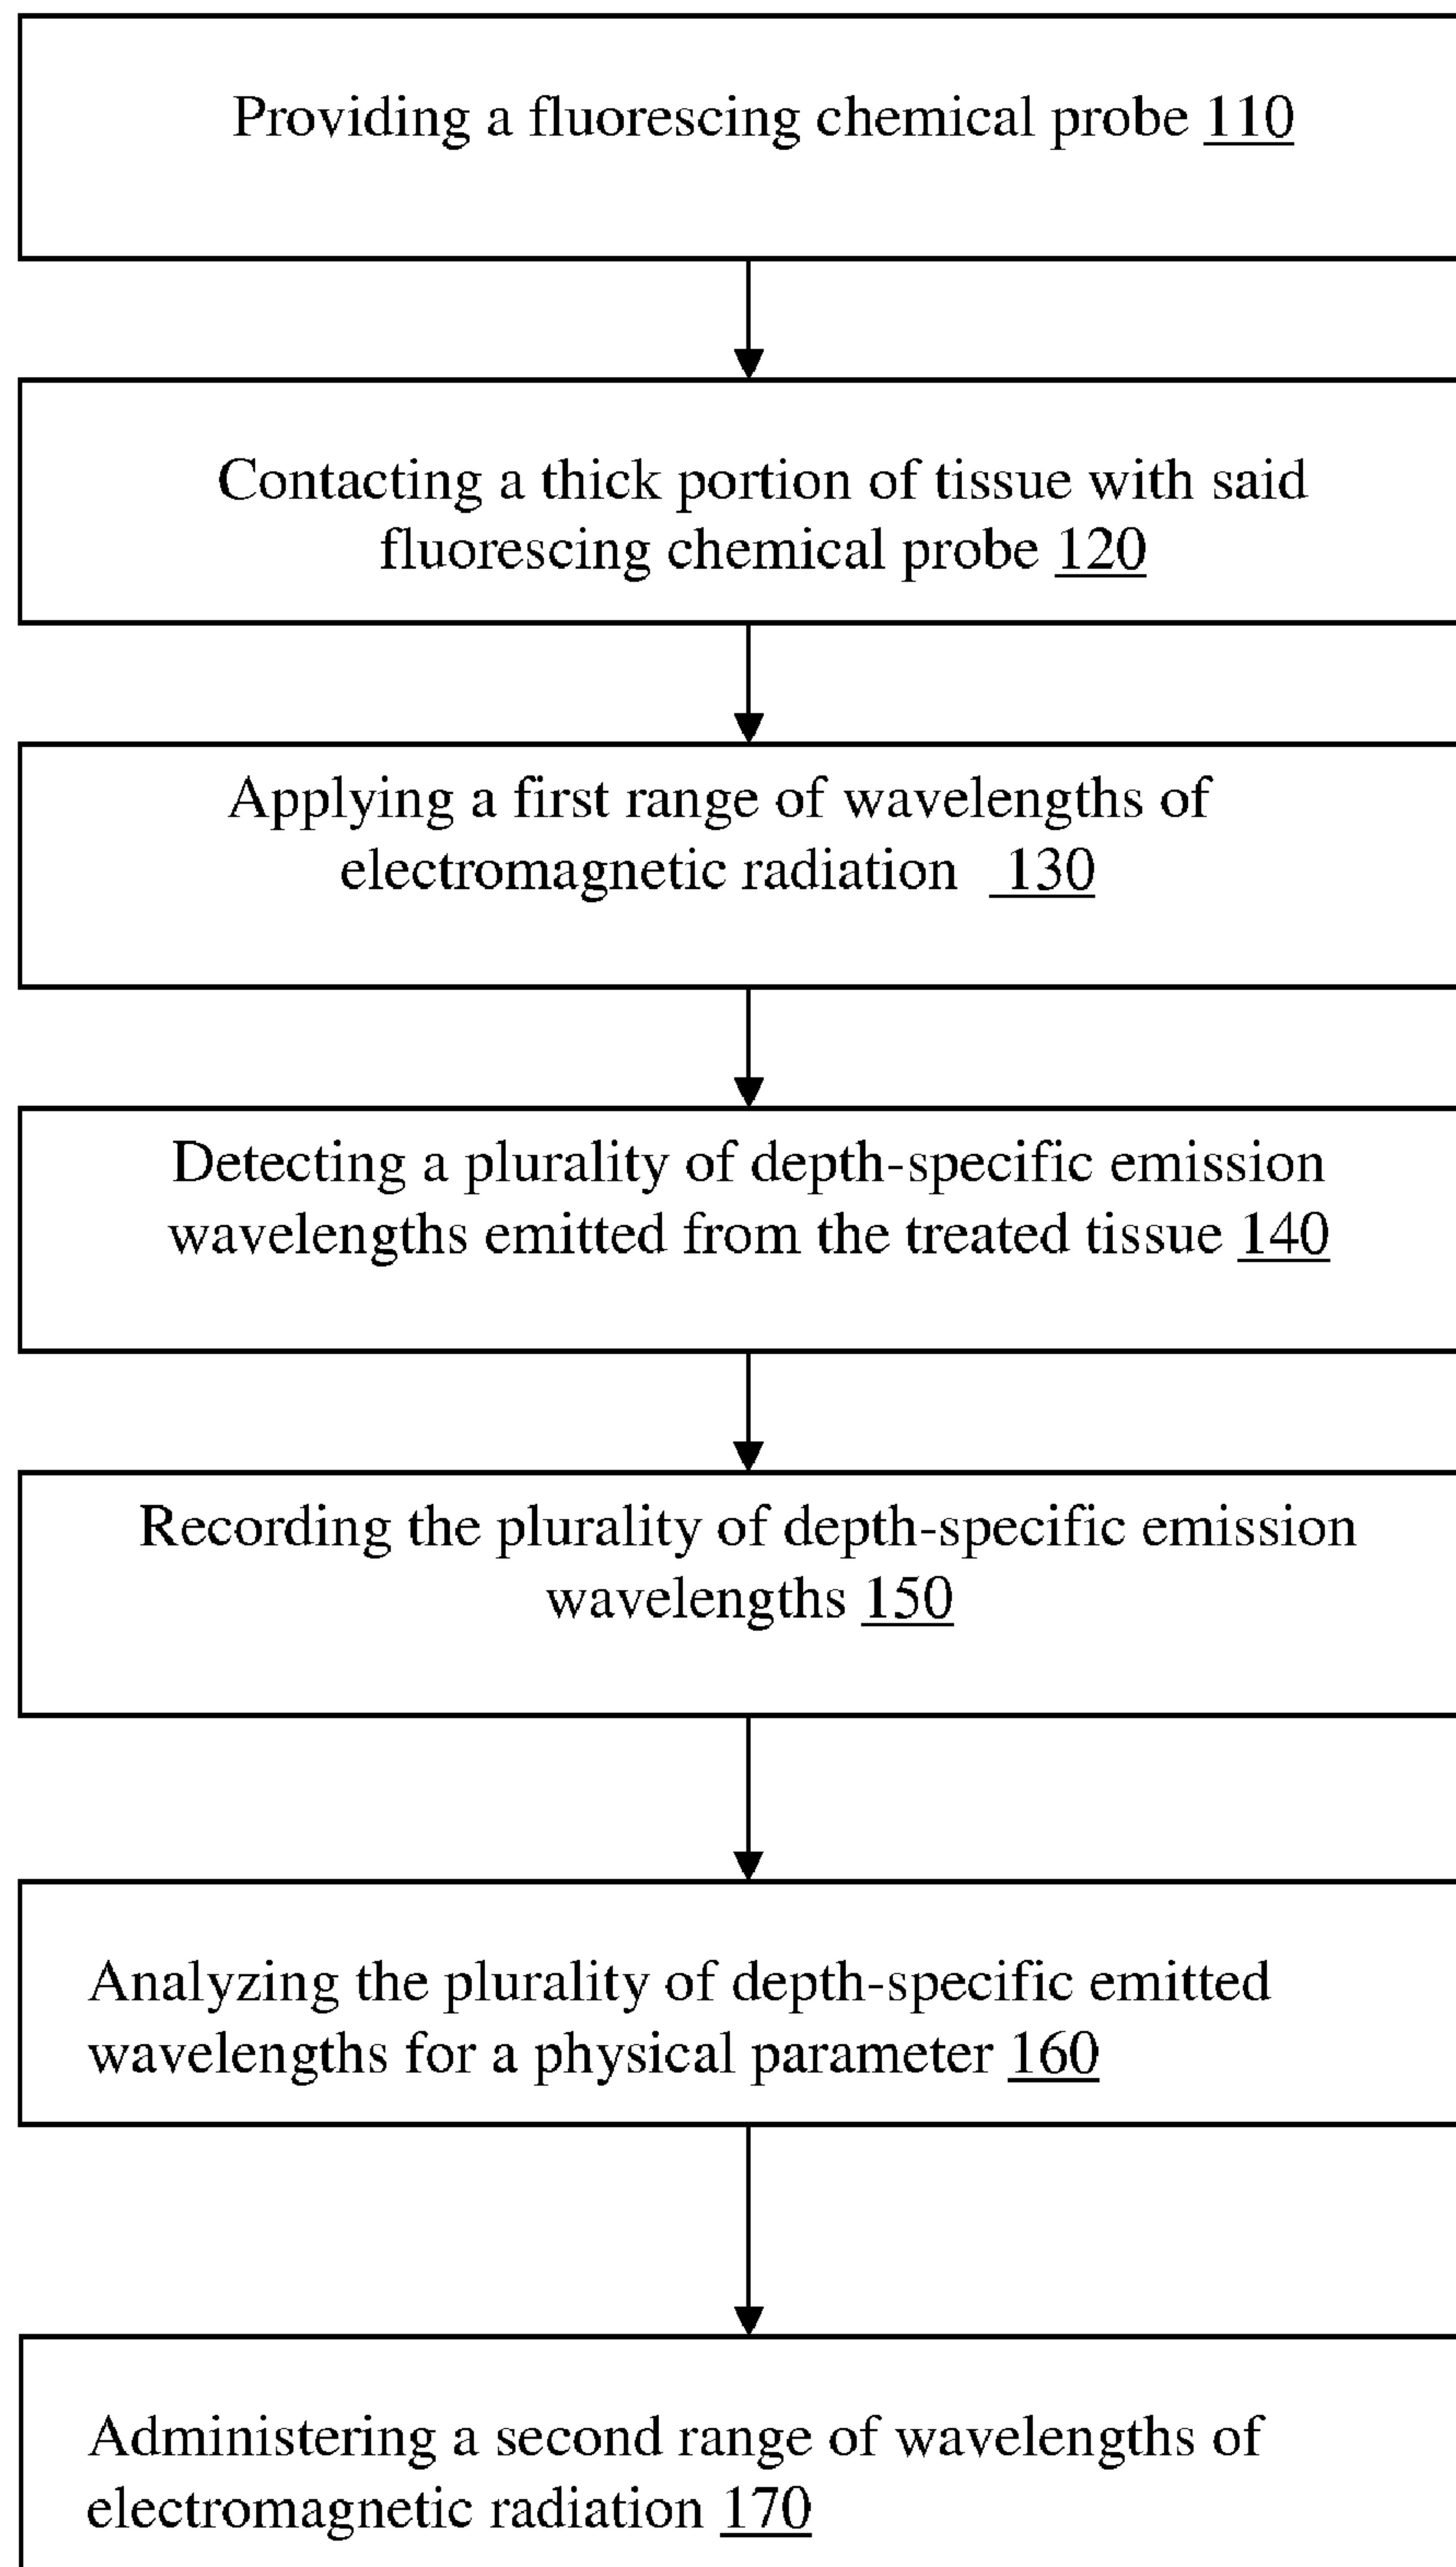 Providing a fluorescing chemical probe 110
Contacting a thick portion of tissue with said
fluorescing chemical probe 120
Applying a first range of wavelengths of
electromagnetic radiation 130
Detecting a plurality of depth-specific emission
wavelengths emitted from the treated tissue 140
Recording the plurality of depth-specific emission
wavelengths 150
Analyzing the plurality of depth-specific emitted
wavelengths for a physical parameter 160
Administering a second range of wavelengths of
electromagnetic radiation 170